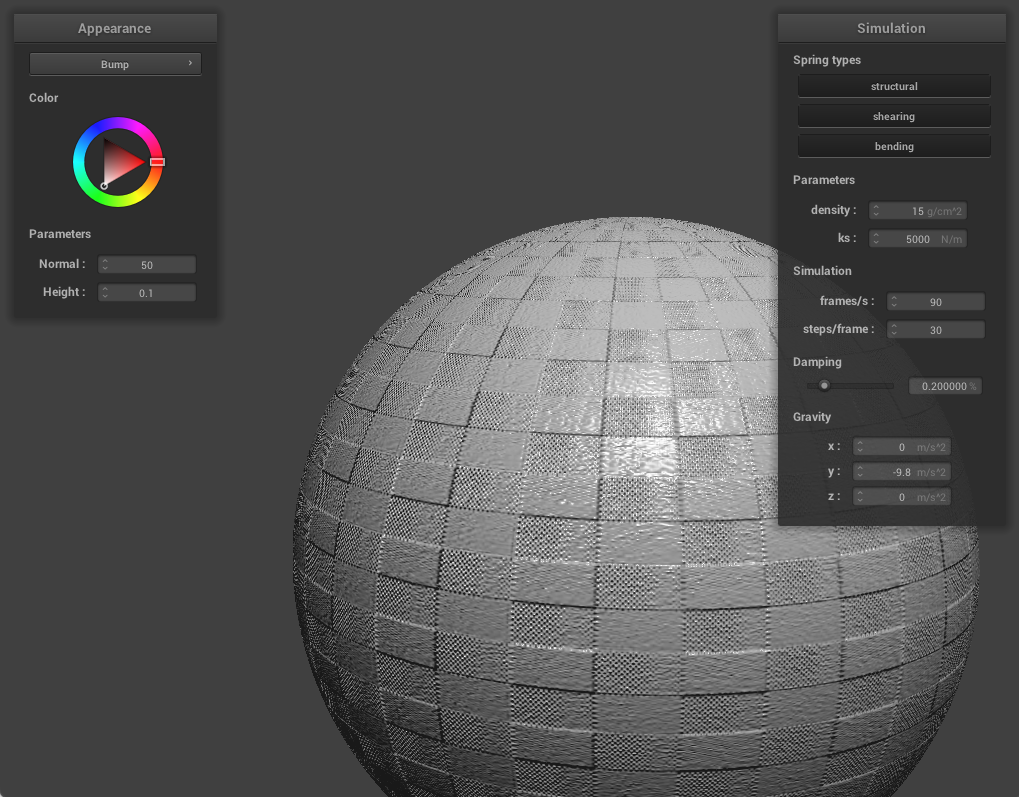 Appearance
Bump
Color
Parameters
Normal : 50
Height : 0.1
Simulation
Spring types
structural
shearing
bending
Parameters
density : 15 g/cm^2
ks : 5000 N/m
Simulation
frames/s : 90
steps/frame : 30
Damping
0.200000 %
Gravity
x : 0 m/s^2
y : -9.8 m/s^2
z : 0 m/s^2